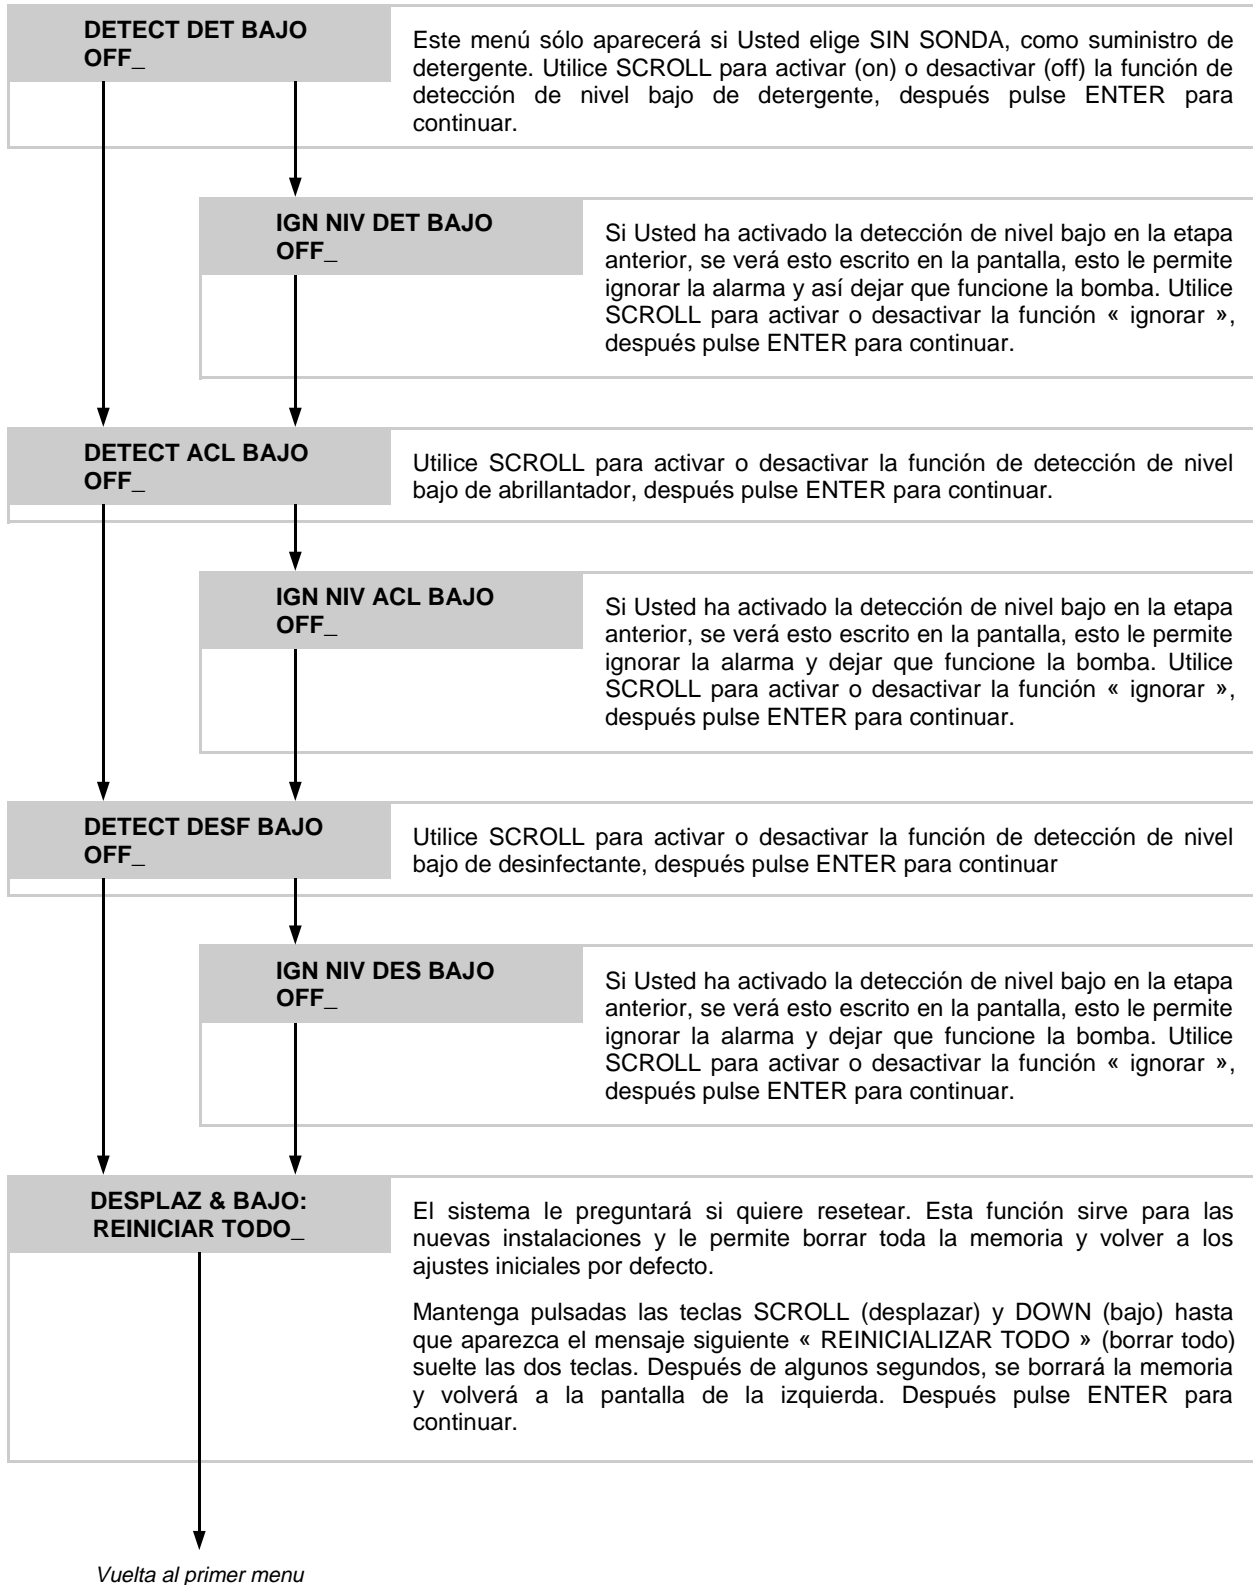 DETECT DET BAJO
OFF_
Este menú sólo aparecerá si Usted elige SIN SONDA, como suministro de
detergente. Utilice SCROLL para activar (on) o desactivar (off) la función de
detección de nivel bajo de detergente, después pulse ENTER para
continuar.
IGN NIV DET BAJO
OFF_
Si Usted ha activado la detección de nivel bajo en la etapa
anterior, se verá esto escrito en la pantalla, esto le permite
ignorar la alarma y así dejar que funcione la bomba. Utilice
SCROLL para activar o desactivar la función « ignorar »,
después pulse ENTER para continuar.
DETECT ACL BAJO
OFF_
Utilice SCROLL para activar o desactivar la función de detección de nivel
bajo de abrillantador, después pulse ENTER para continuar.
IGN NIV ACL BAJO
OFF_
Si Usted ha activado la detección de nivel bajo en la etapa
anterior, se verá esto escrito en la pantalla, esto le permite
ignorar la alarma y dejar que funcione la bomba. Utilice
SCROLL para activar o desactivar la función « ignorar »,
después pulse ENTER para continuar.
DETECT DESF BAJO
OFF_
Utilice SCROLL para activar o desactivar la función de detección de nivel
bajo de desinfectante, después pulse ENTER para continuar
IGN NIV DES BAJO
OFF_
Si Usted ha activado la detección de nivel bajo en la etapa
anterior, se verá esto escrito en la pantalla, esto le permite
ignorar la alarma y dejar que funcione la bomba. Utilice
SCROLL para activar o desactivar la función « ignorar »,
después pulse ENTER para continuar.
DESPLAZ & BAJO:
REINICIAR TODO_
El sistema le preguntará si quiere resetear. Esta función sirve para las
nuevas instalaciones y le permite borrar toda la memoria y volver a los
ajustes iniciales por defecto.
Mantenga pulsadas las teclas SCROLL (desplazar) y DOWN (bajo) hasta
que aparezca el mensaje siguiente « REINICIALIZAR TODO » (borrar todo)
suelte las dos teclas. Después de algunos segundos, se borrará la memoria
y volverá a la pantalla de la izquierda. Después pulse ENTER para
continuar.
Vuelta al primer menu